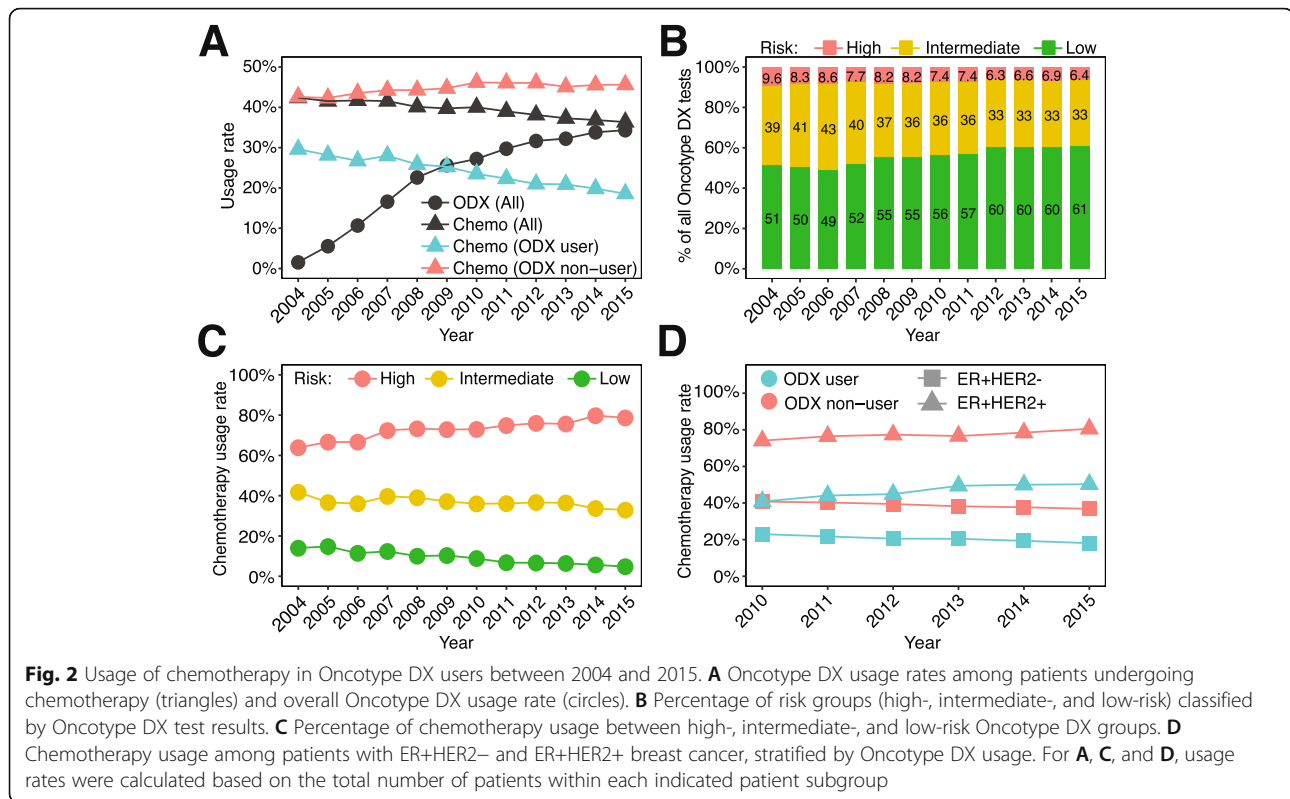 A
50%
40%
30%
20%
10%
0%
Usage rate
ODX (All)
Chemo (All)
Chemo (ODX user)
Chemo (ODX non−user)
2004 2005 2006 2007 2008 2009 2010 2011 2012 2013 2014 2015
Year
B
Risk: High Intermediate Low
100%
80%
60%
40%
20%
0%
% of all Oncotype DX tests
9.6 8.3 8.6 7.7 8.2 8.2 7.4 7.4 6.3 6.6 6.9 6.4
39 41 43 40 37 36 36 36 33 33 33 33
51 50 49 52 55 55 56 57 60 60 60 61
2004 2005 2006 2007 2008 2009 2010 2011 2012 2013 2014 2015
Year
C
Risk: High Intermediate Low
100%
80%
60%
40%
20%
0%
Chemotherapy usage rate
2004 2005 2006 2007 2008 2009 2010 2011 2012 2013 2014 2015
Year
D
ODX user ER+HER2-
ODX non−user ER+HER2+
100%
80%
60%
40%
20%
0%
Chemotherapy usage rate
2010 2011 2012 2013 2014 2015
Year
Fig. 2 Usage of chemotherapy in Oncotype DX users between 2004 and 2015. A Oncotype DX usage rates among patients undergoing
chemotherapy (triangles) and overall Oncotype DX usage rate (circles). B Percentage of risk groups (high-, intermediate-, and low-risk) classified
by Oncotype DX test results. C Percentage of chemotherapy usage between high-, intermediate-, and low-risk Oncotype DX groups. D
Chemotherapy usage among patients with ER+HER2− and ER+HER2+ breast cancer, stratified by Oncotype DX usage. For A, C, and D, usage
rates were calculated based on the total number of patients within each indicated patient subgroup